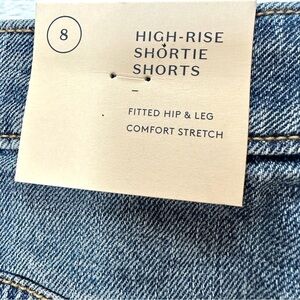 8
HIGH-RISE
SHORTIE
SHORTS
–
FITTED HIP & LEG
COMFORT STRETCH